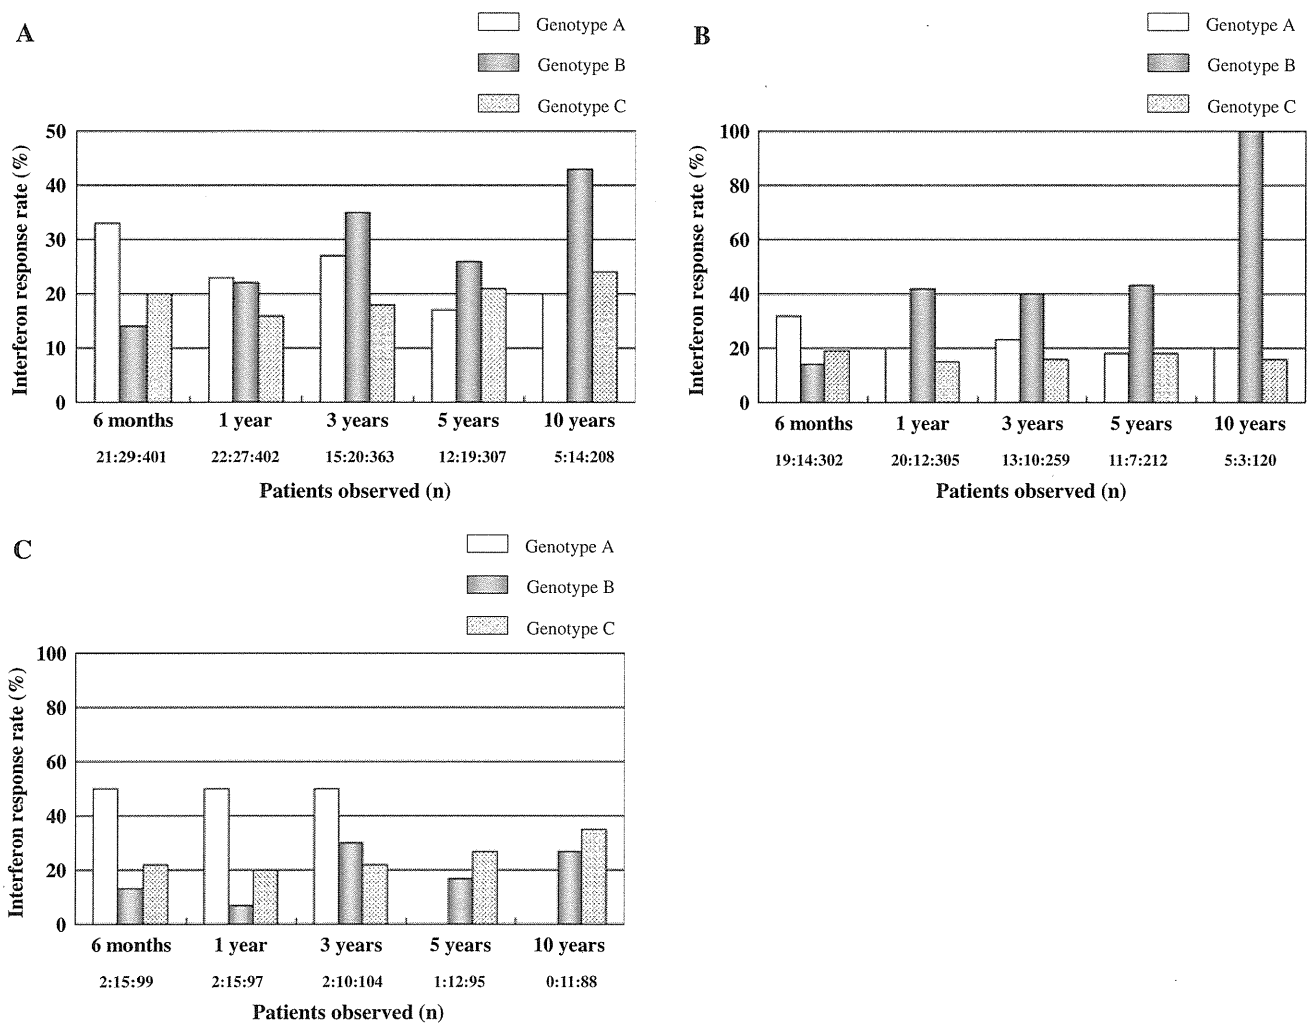 A
Genotype A
Genotype B
Genotype C
Interferon response rate (%)
50
40
30
20
10
0
6 months 1 year 3 years 5 years 10 years
21:29:401 22:27:402 15:20:363 12:19:307 5:14:208
Patients observed (n)
B
Genotype A
Genotype B
Genotype C
Interferon response rate (%)
100
80
60
40
20
0
6 months 1 year 3 years 5 years 10 years
19:14:302 20:12:305 13:10:259 11:7:212 5:3:120
Patients observed (n)
C
Genotype A
Genotype B
Genotype C
Interferon response rate (%)
100
80
60
40
20
0
6 months 1 year 3 years 5 years 10 years
2:15:99 2:15:97 2:10:104 1:12:95 0:11:88
Patients observed (n)